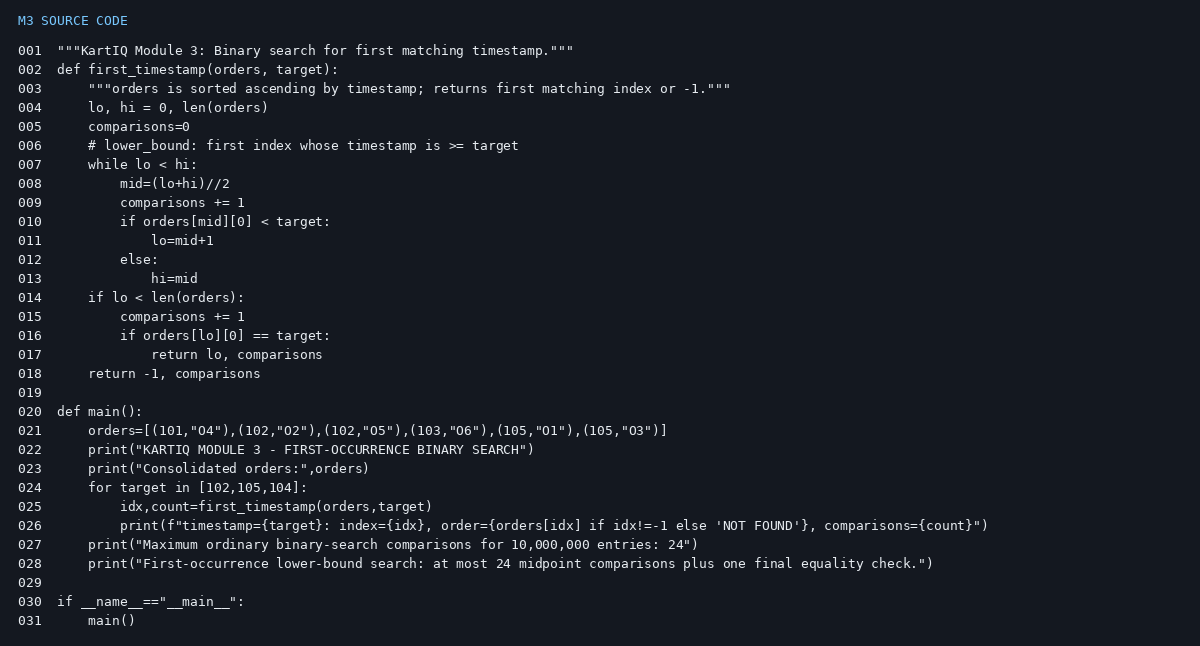 M3 SOURCE CODE
001  """KartIQ Module 3: Binary search for first matching timestamp."""
002  def first_timestamp(orders, target):
003      """orders is sorted ascending by timestamp; returns first matching index or -1."""
004      lo, hi = 0, len(orders)
005      comparisons=0
006      # lower_bound: first index whose timestamp is >= target
007      while lo < hi:
008          mid=(lo+hi)//2
009          comparisons += 1
010          if orders[mid][0] < target:
011              lo=mid+1
012          else:
013              hi=mid
014      if lo < len(orders):
015          comparisons += 1
016          if orders[lo][0] == target:
017              return lo, comparisons
018      return -1, comparisons
019
020  def main():
021      orders=[(101,"O4"),(102,"O2"),(102,"O5"),(103,"O6"),(105,"O1"),(105,"O3")]
022      print("KARTIQ MODULE 3 - FIRST-OCCURRENCE BINARY SEARCH")
023      print("Consolidated orders:",orders)
024      for target in [102,105,104]:
025          idx,count=first_timestamp(orders,target)
026          print(f"timestamp={target}: index={idx}, order={orders[idx] if idx!=-1 else 'NOT FOUND'}, comparisons={count}")
027      print("Maximum ordinary binary-search comparisons for 10,000,000 entries: 24")
028      print("First-occurrence lower-bound search: at most 24 midpoint comparisons plus one final equality check.")
029
030  if __name__=="__main__":
031      main()